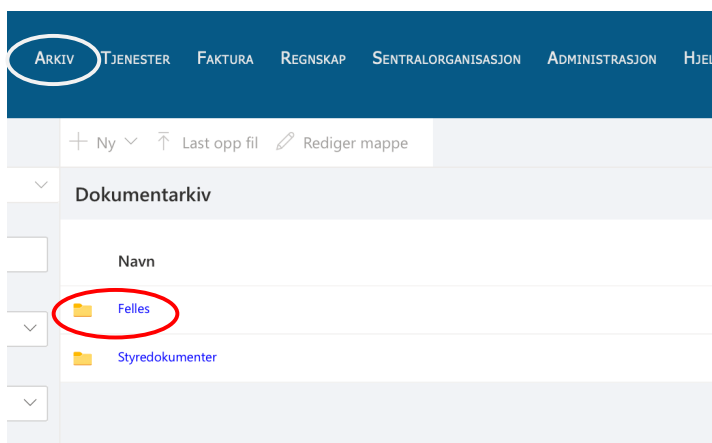 Arkiv Tjenester Faktura Regnskap Sentralorganisasjon Administrasjon
Ny Last opp fil Rediger mappe
Dokumentarkiv
Navn
Felles
Styredokumenter